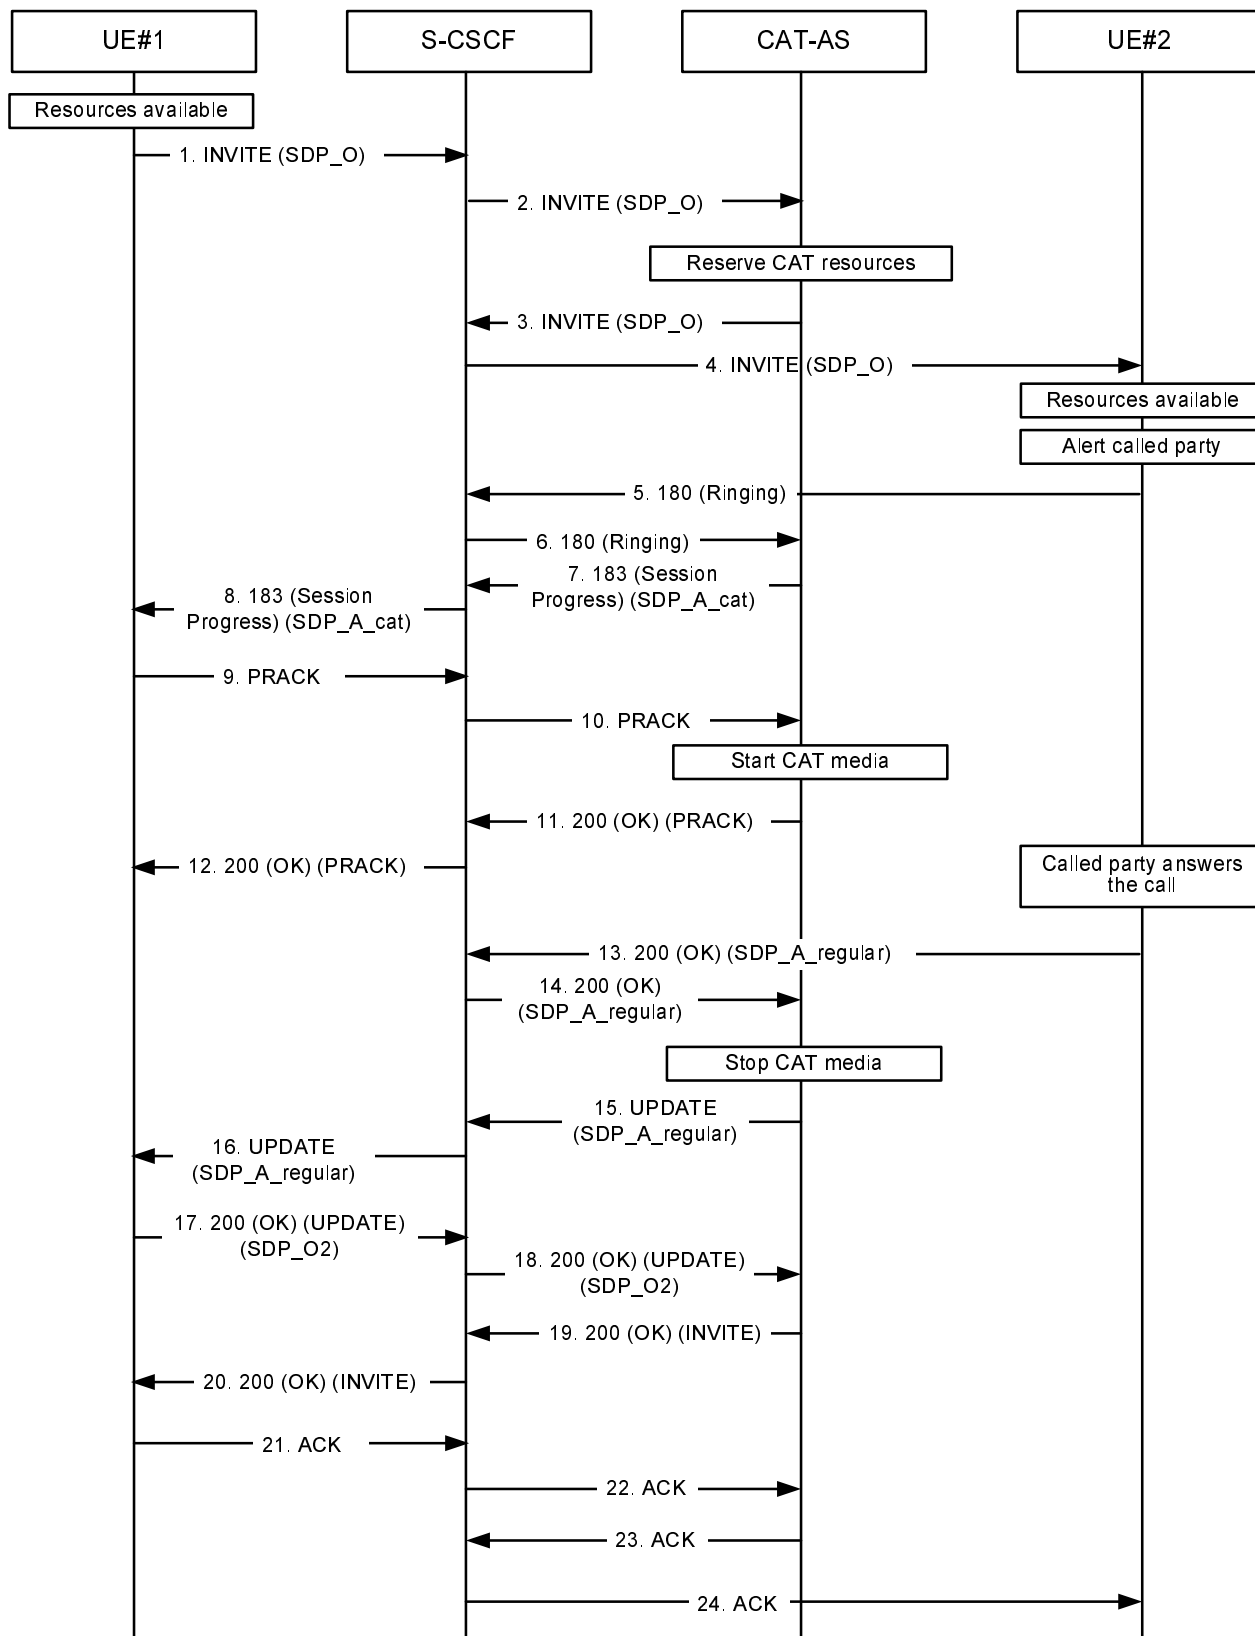 UE#1
S-CSCF
CAT-AS
UE#2
Resources available
1. INVITE (SDP_O)
2. INVITE (SDP_O)
Reserve CAT resources
3. INVITE (SDP_O)
4. INVITE (SDP_O)
Resources available
Alert called party
5. 180 (Ringing)
6. 180 (Ringing)
7. 183 (Session
Progress) (SDP_A_cat)
8. 183 (Session
Progress) (SDP_A_cat)
9. PRACK
10. PRACK
Start CAT media
11. 200 (OK) (PRACK)
12. 200 (OK) (PRACK)
Called party answers
the call
13. 200 (OK) (SDP_A_regular)
14. 200 (OK)
(SDP_A_regular)
Stop CAT media
15. UPDATE
(SDP_A_regular)
16. UPDATE
(SDP_A_regular)
17. 200 (OK) (UPDATE)
(SDP_O2)
18. 200 (OK) (UPDATE)
(SDP_O2)
19. 200 (OK) (INVITE)
20. 200 (OK) (INVITE)
21. ACK
22. ACK
23. ACK
24. ACK